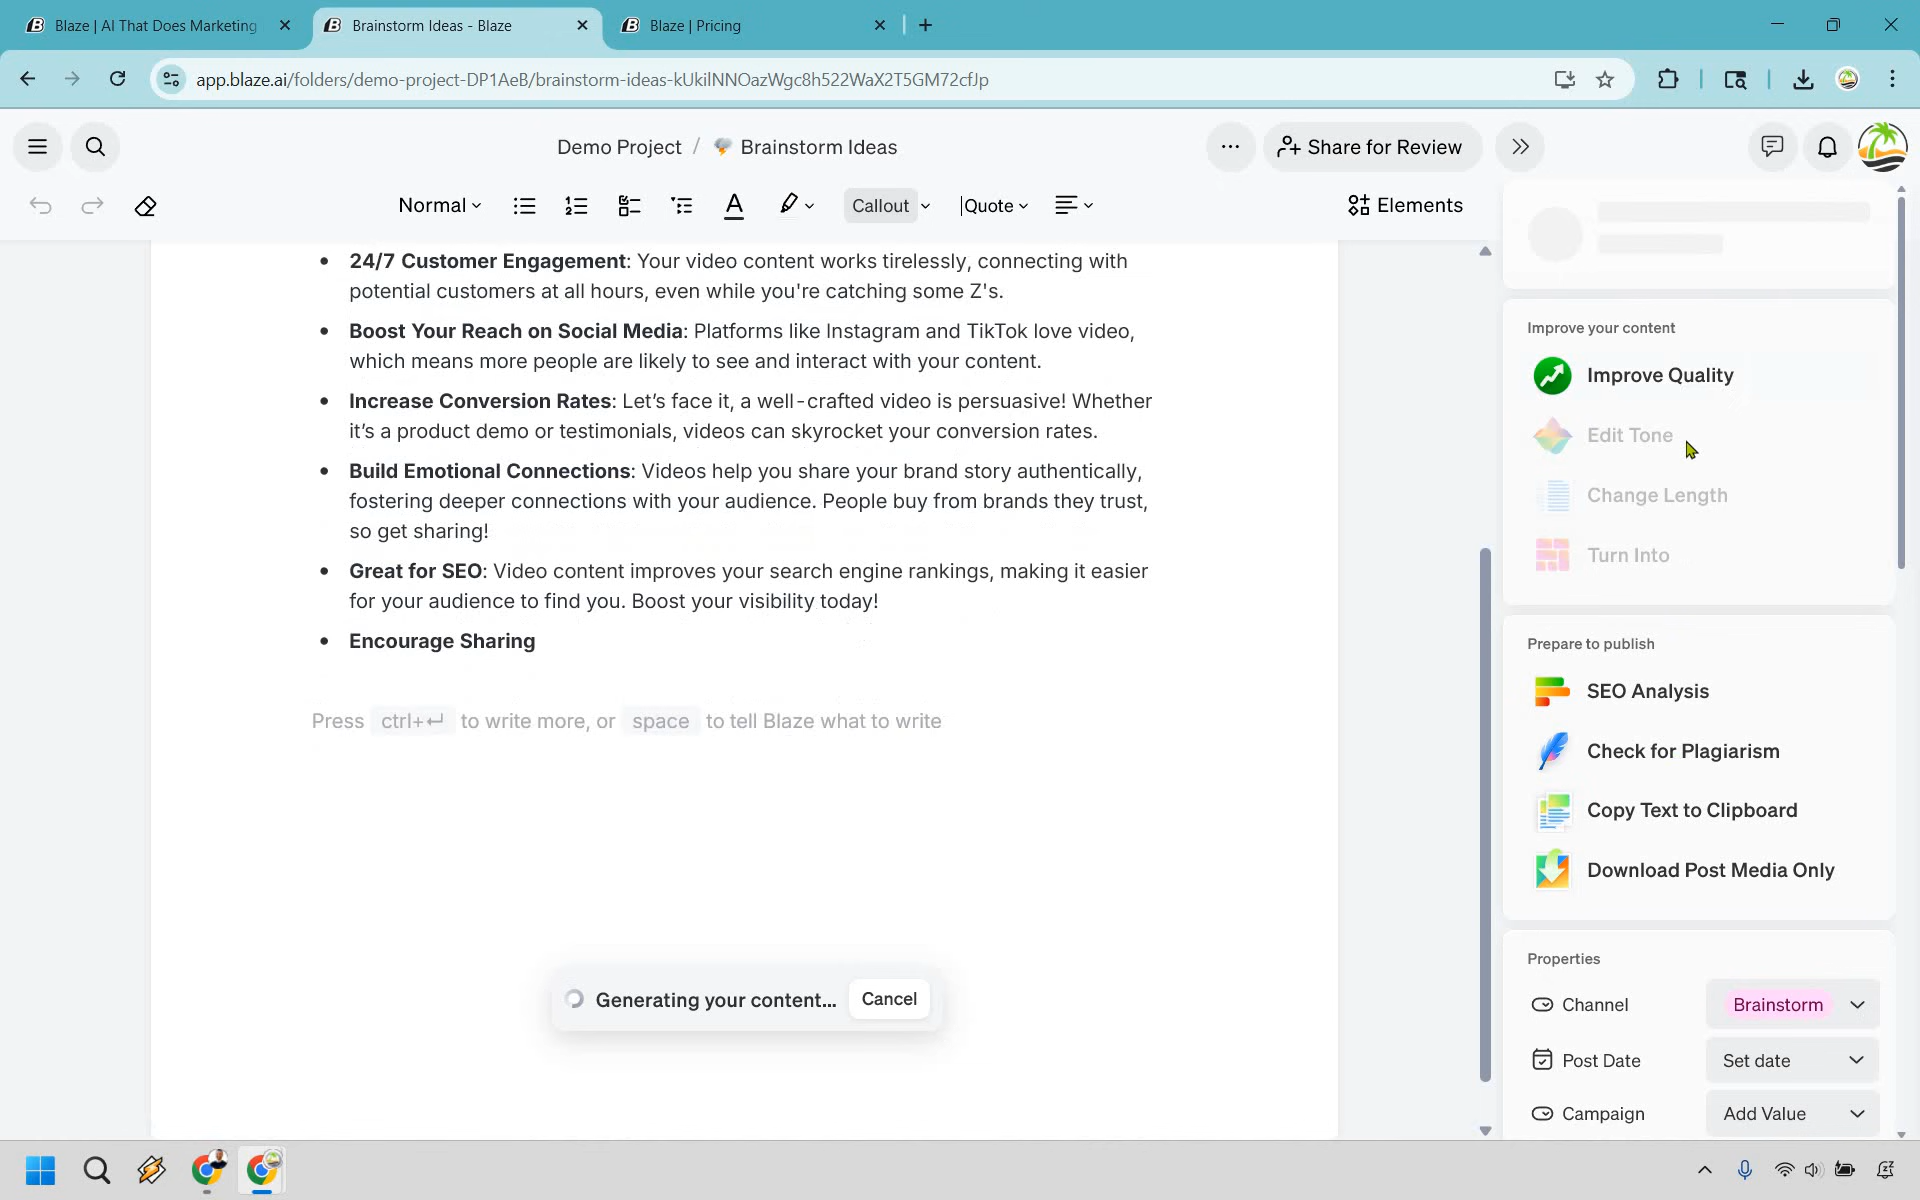 Blaze | AI That Does Marketing
Brainstorm Ideas - Blaze
Blaze | Pricing
app.blaze.ai/folders/demo-project-DP1AeB/brainstorm-ideas-kUkilNNOazWgc8h522WaX2T5GM72cfJp
Demo Project / Brainstorm Ideas
Share for Review
Normal
Callout
Quote
Elements
• 24/7 Customer Engagement: Your video content works tirelessly, connecting with
potential customers at all hours, even while you're catching some Z's.
• Boost Your Reach on Social Media: Platforms like Instagram and TikTok love video,
which means more people are likely to see and interact with your content.
• Increase Conversion Rates: Let's face it, a well-crafted video is persuasive! Whether
it's a product demo or testimonials, videos can skyrocket your conversion rates.
• Build Emotional Connections: Videos help you share your brand story authentically,
fostering deeper connections with your audience. People buy from brands they trust,
so get sharing!
• Great for SEO: Video content improves your search engine rankings, making it easier
for your audience to find you. Boost your visibility today!
• Encourage Sharing
Press ctrl+↵ to write more, or space to tell Blaze what to write
Generating your content...
Cancel
Improve your content
Improve Quality
Edit Tone
Change Length
Turn Into
Prepare to publish
SEO Analysis
Check for Plagiarism
Copy Text to Clipboard
Download Post Media Only
Properties
Channel
Brainstorm
Post Date
Set date
Campaign
Add Value